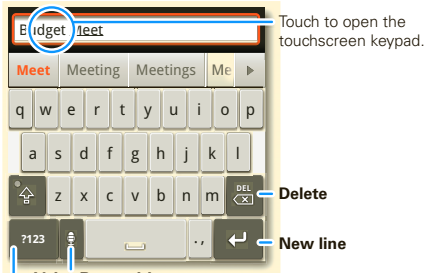 Budget Meet
Touch to open the
touchscreen keypad.
Meet Meeting Meetings Me
q w e r t y u i o p
a s d f g h j k l
z x c v b n m DEL
Delete
?123 . ,
New line